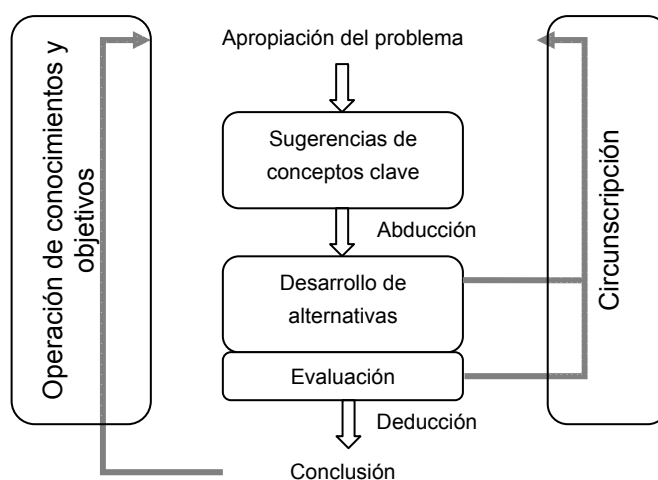 Operación de conocimientos y
objetivos
Apropiación del problema
Sugerencias de
conceptos clave
Abducción
Desarrollo de
alternativas
Evaluación
Deducción
Conclusión
Circunscripción